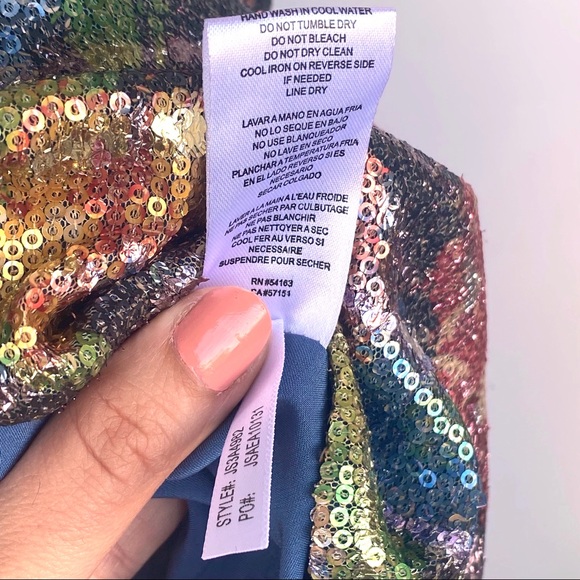 HAND WASH IN COOL WATER
DO NOT TUMBLE DRY
DO NOT BLEACH
DO NOT DRY CLEAN
COOL IRON ON REVERSE SIDE
IF NEEDED
LINE DRY
LAVAR A MANO EN AGUA FRIA
NO LO SEQUE EN BAJO
NO USE BLANQUEADOR
NO LAVE EN SECO
PLANCHAR A TEMPERATURA FRIA
EN EL LADO REVERSO SI ES
NECESARIO
SECAR COLGADO
LAVER A LA MAIN A L'EAU FROIDE
NE PAS SECHER PAR CULBUTAGE
NE PAS BLANCHIR
NE PAS NETTOYER A SEC
COOL FER AU VERSO SI
NECESSAIRE
SUSPENDRE POUR SECHER
RN #54163
CA#57151
STYLE#: JS3A4962
PO#: JSAEA10131